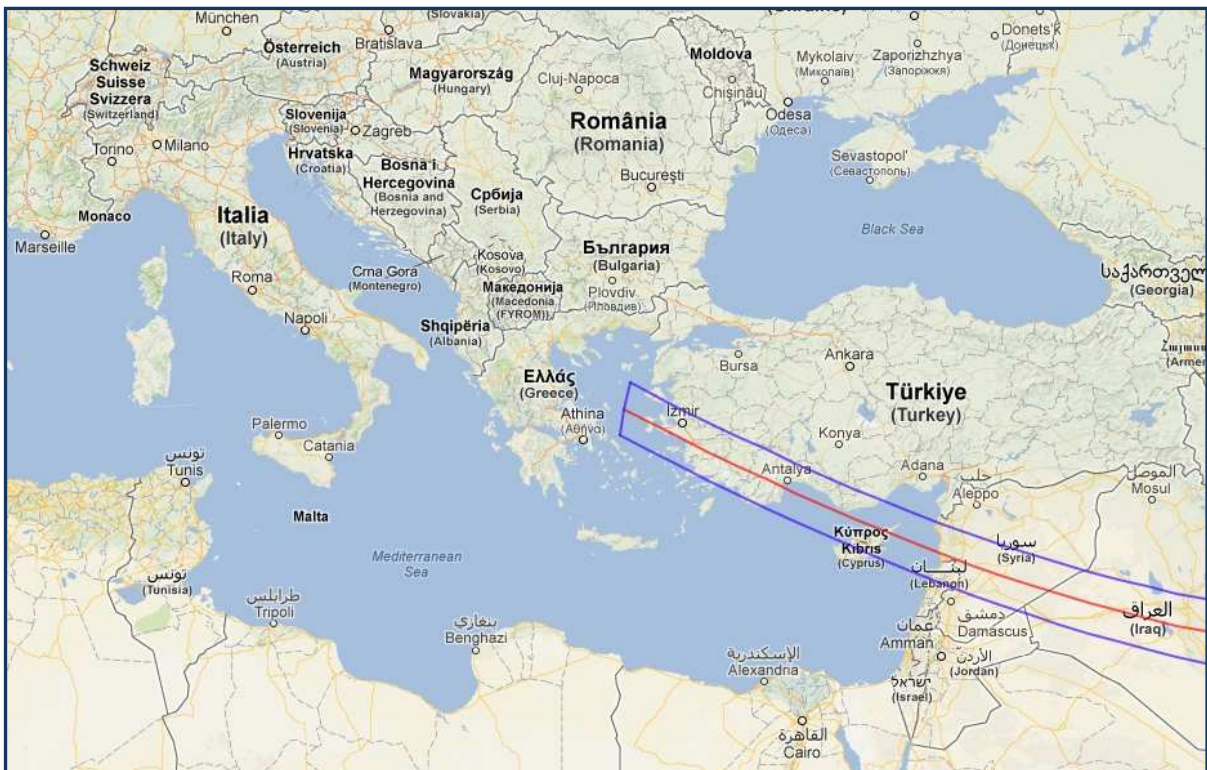 (Slovakia)
München
Bratislava
Österreich
(Austria)
Donets'k
(Донецьк)
Moldova
Mykolaiv
(Миколаїв)
Zaporizhzhya
(Запоріжжя)
Schweiz
Suisse
Svizzera
(Switzerland)
Magyarország
(Hungary)
Cluj-Napoca
Chișinău
Odesa
(Одеса)
Slovenija
(Slovenia)
Zagreb
România
(Romania)
Torino
Milano
Hrvatska
(Croatia)
Bosna i
Hercegovina
(Bosnia and
Herzegovina)
Sevastopol'
(Севастополь)
București
Србија
(Serbia)
Monaco
Italia
(Italy)
Marseille
Black Sea
България
(Bulgaria)
Kosova
(Kosovo)
Crna Gora
(Montenegro)
Roma
Македонија
(Macedonia
(FYROM))
Plovdiv
(Пловдив)
(Georgia)
Napoli
Shqipëria
(Albania)
Bursa
Ankara
Ελλάς
(Greece)
Türkiye
(Turkey)
Athina
(Αθήνα)
İzmir
Palermo
Catania
Konya
تونس
Tunis
Antalya
Adana
حلب
Aleppo
الموصل
Mosul
Malta
Κύπρος
Kıbrıs
(Cyprus)
سوريا
(Syria)
Mediterranean
Sea
لبنان
(Lebanon)
تونس
(Tunisia)
طرابلس
Tripoli
دمشق
Damascus
العراق
(Iraq)
بنغازي
Benghazi
عمان
Amman
الإسكندرية
Alexandria
الأردن
(Jordan)
ישראל
(Israel)
القاهرة
Cairo